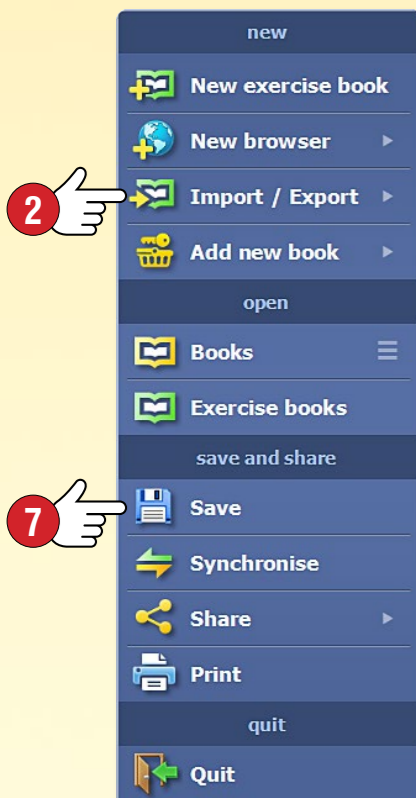 new
New exercise book
New browser
2
Import / Export
Add new book
open
Books
Exercise books
save and share
7
Save
Synchronise
Share
Print
quit
Quit